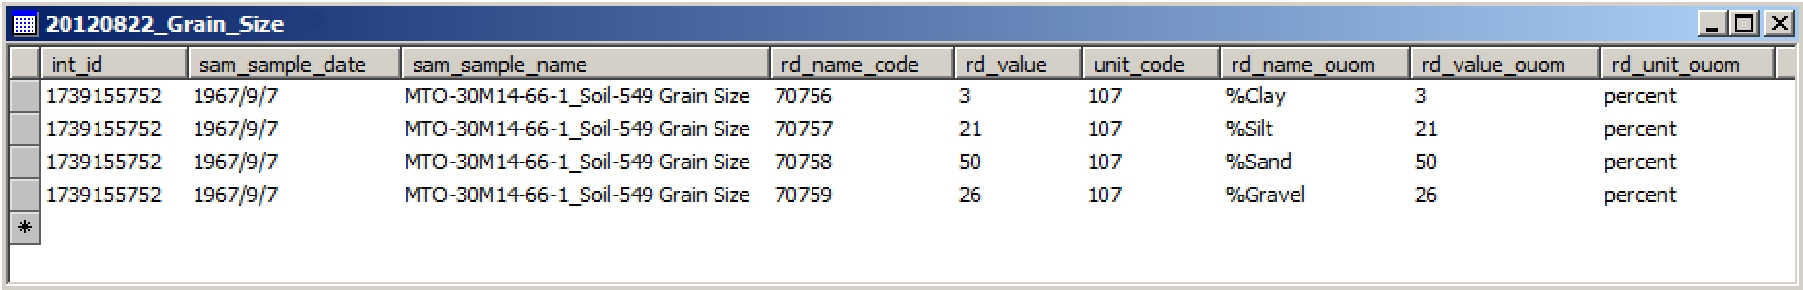 20120822_Grain_Size
int_id sam_sample_date sam_sample_name rd_name_code rd_value unit_code rd_name_ouom rd_value_ouom rd_unit_ouom
1739155752 1967/9/7 MTO-30M14-66-1_Soil-549 Grain Size 70756 3 107 %Clay 3 percent
1739155752 1967/9/7 MTO-30M14-66-1_Soil-549 Grain Size 70757 21 107 %Silt 21 percent
1739155752 1967/9/7 MTO-30M14-66-1_Soil-549 Grain Size 70758 50 107 %Sand 50 percent
1739155752 1967/9/7 MTO-30M14-66-1_Soil-549 Grain Size 70759 26 107 %Gravel 26 percent
*